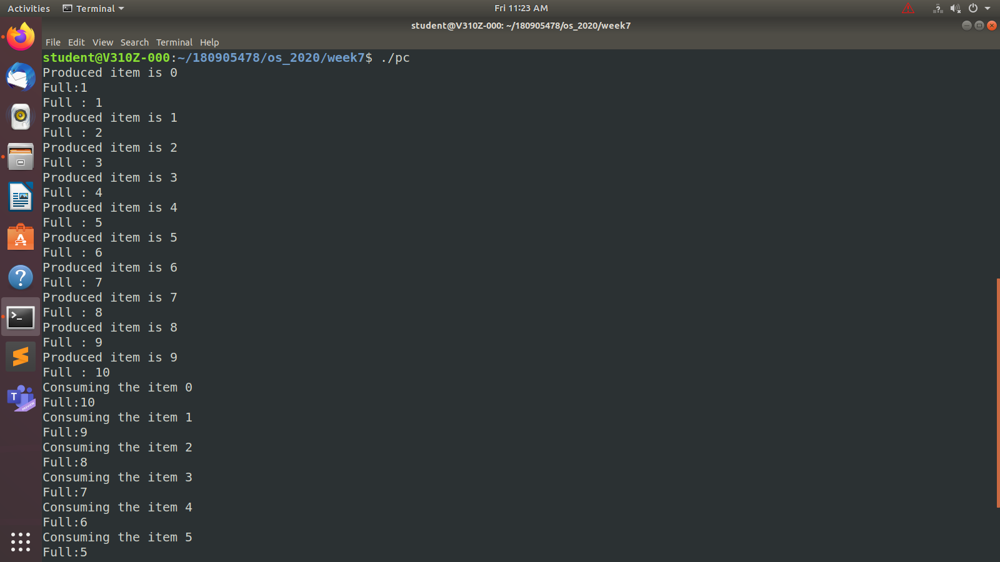 Activities Terminal Fri 11:23 AM
student@V310Z-000: ~/180905478/os_2020/week7
File Edit View Search Terminal Help
student@V310Z-000:~/180905478/os_2020/week7$ ./pc
Produced item is 0
Full:1
Full : 1
Produced item is 1
Full : 2
Produced item is 2
Full : 3
Produced item is 3
Full : 4
Produced item is 4
Full : 5
Produced item is 5
Full : 6
Produced item is 6
Full : 7
Produced item is 7
Full : 8
Produced item is 8
Full : 9
Produced item is 9
Full : 10
Consuming the item 0
Full:10
Consuming the item 1
Full:9
Consuming the item 2
Full:8
Consuming the item 3
Full:7
Consuming the item 4
Full:6
Consuming the item 5
Full:5
T
PREVIEW